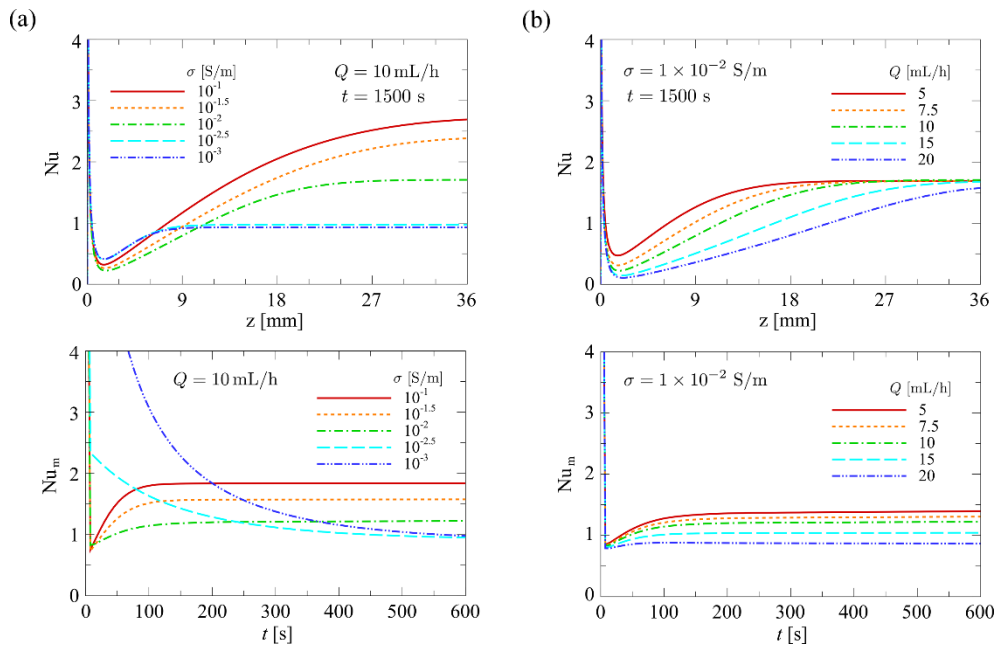 (a)
4
3
2
1
0
Nu
σ [S/m]
10^-1
10^-1.5
10^-2
10^-2.5
10^-3
Q = 10 mL/h
t = 1500 s
0 9 18 27 36
z [mm]
(b)
4
3
2
1
0
Nu
σ = 1 × 10^-2 S/m
t = 1500 s
Q [mL/h]
5
7.5
10
15
20
0 9 18 27 36
z [mm]
4
3
2
1
0
Nu_m
Q = 10 mL/h
σ [S/m]
10^-1
10^-1.5
10^-2
10^-2.5
10^-3
0 100 200 300 400 500 600
t [s]
4
3
2
1
0
Nu_m
σ = 1 × 10^-2 S/m
Q [mL/h]
5
7.5
10
15
20
0 100 200 300 400 500 600
t [s]